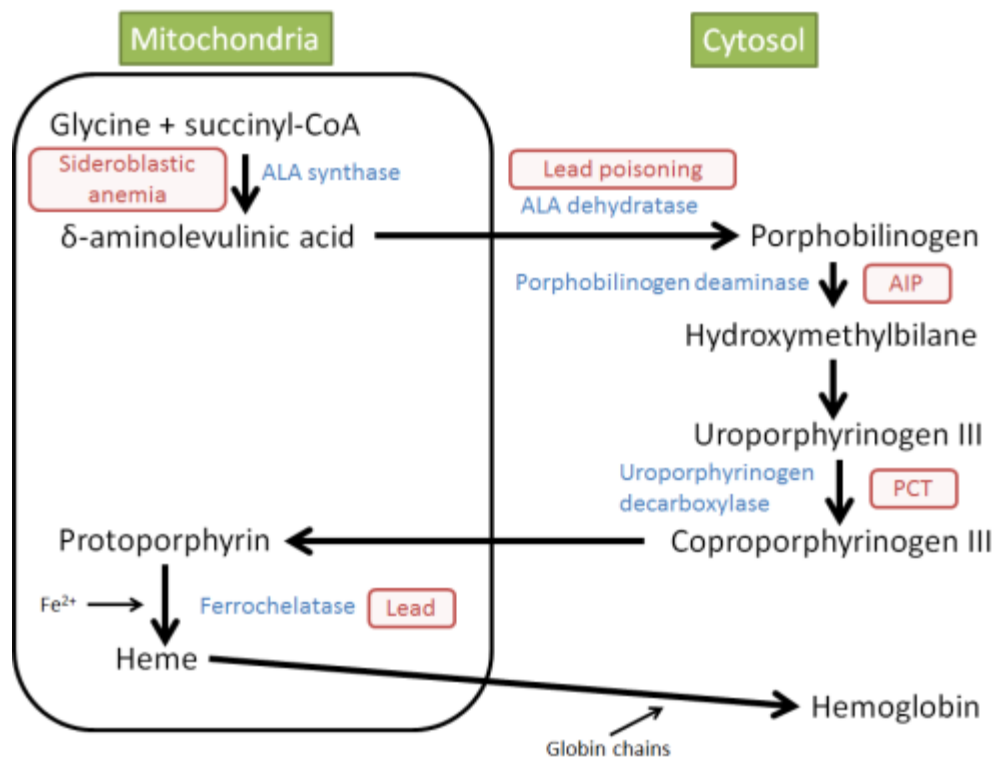 Mitochondria
Cytosol
Glycine + succinyl-CoA
Sideroblastic
anemia
ALA synthase
Lead poisoning
ALA dehydratase
δ-aminolevulinic acid
Porphobilinogen
Porphobilinogen deaminase
AIP
Hydroxymethylbilane
Uroporphyrinogen III
Uroporphyrinogen
decarboxylase
PCT
Protoporphyrin
Coproporphyrinogen III
Fe²⁺
Ferrochelatase
Lead
Heme
Hemoglobin
Globin chains